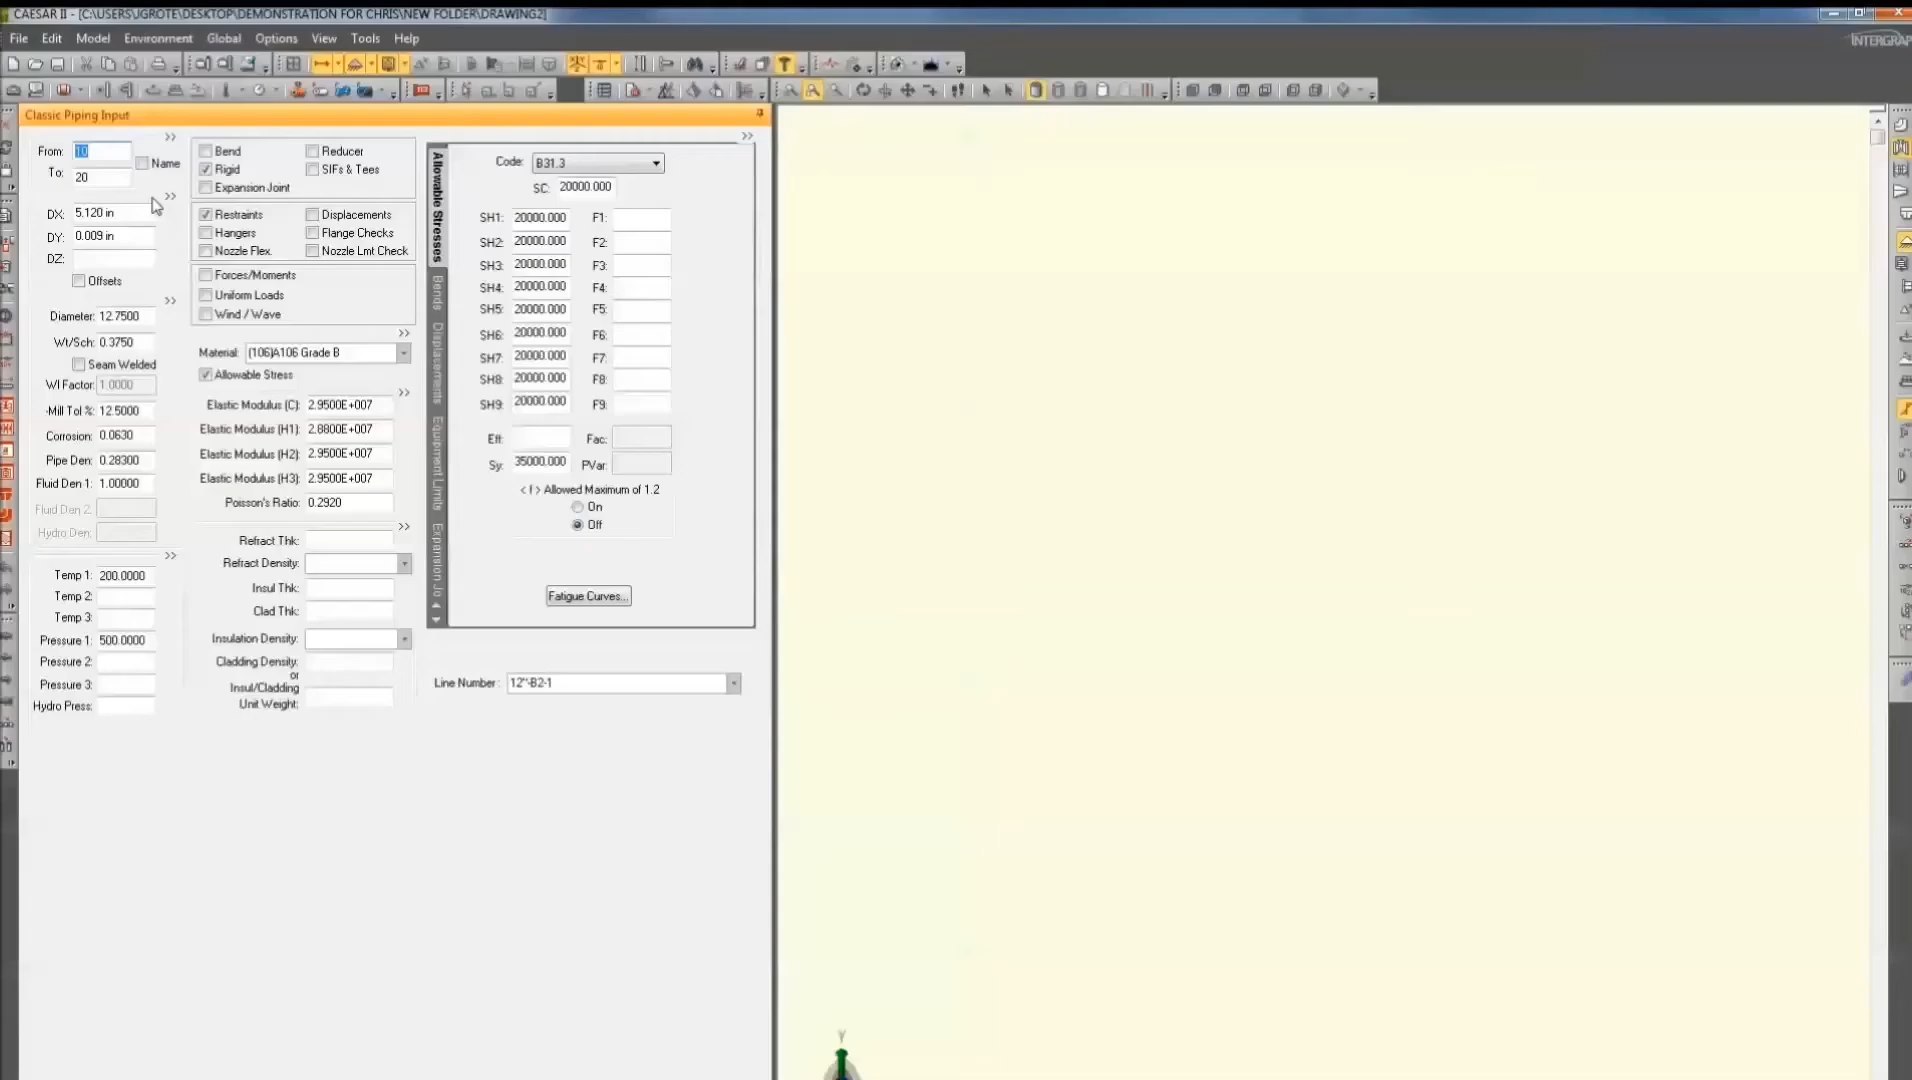 CAESAR II - [C:\USERS\JGROTE\DESKTOP\DEMONSTRATION FOR CHRIS\NEW FOLDER\DRAWING2]
File Edit Model Environment Global Options View Tools Help
INTERGRAP
Classic Piping Input
From: 10
Name
To: 20
DX: 5.120 in
DY: 0.009 in
DZ:
Offsets
Diameter: 12.7500
Wt/Sch: 0.3750
Seam Welded
Wl Factor: 1.0000
-Mill Tol %: 12.5000
Corrosion: 0.0630
Pipe Den: 0.28300
Fluid Den 1: 1.00000
Fluid Den 2:
Hydro Den:
Temp 1: 200.0000
Temp 2:
Temp 3:
Pressure 1: 500.0000
Pressure 2:
Pressure 3:
Hydro Press:
Bend Reducer
Rigid SIFs & Tees
Expansion Joint
Restraints Displacements
Hangers Flange Checks
Nozzle Flex. Nozzle Lmt Check
Forces/Moments
Uniform Loads
Wind / Wave
Material: (106)A106 Grade B
Allowable Stress
Elastic Modulus (C): 2.9500E+007
Elastic Modulus (H1): 2.8800E+007
Elastic Modulus (H2): 2.9500E+007
Elastic Modulus (H3): 2.9500E+007
Poisson's Ratio: 0.2920
Refract Thk:
Refract Density:
Insul Thk:
Clad Thk:
Insulation Density:
Cladding Density:
or
Insul/Cladding
Unit Weight:
Allowable Stresses
Bends
Displacements
Equipment Limits
Expansion Jo
Code: B31.3
SC: 20000.000
SH1: 20000.000 F1:
SH2: 20000.000 F2:
SH3: 20000.000 F3:
SH4: 20000.000 F4:
SH5: 20000.000 F5:
SH6: 20000.000 F6:
SH7: 20000.000 F7:
SH8: 20000.000 F8:
SH9: 20000.000 F9:
Eff: Fac:
Sy: 35000.000 PVar:
< f > Allowed Maximum of 1.2
On
Off
Fatigue Curves...
Line Number: 12"-B2-1
Y